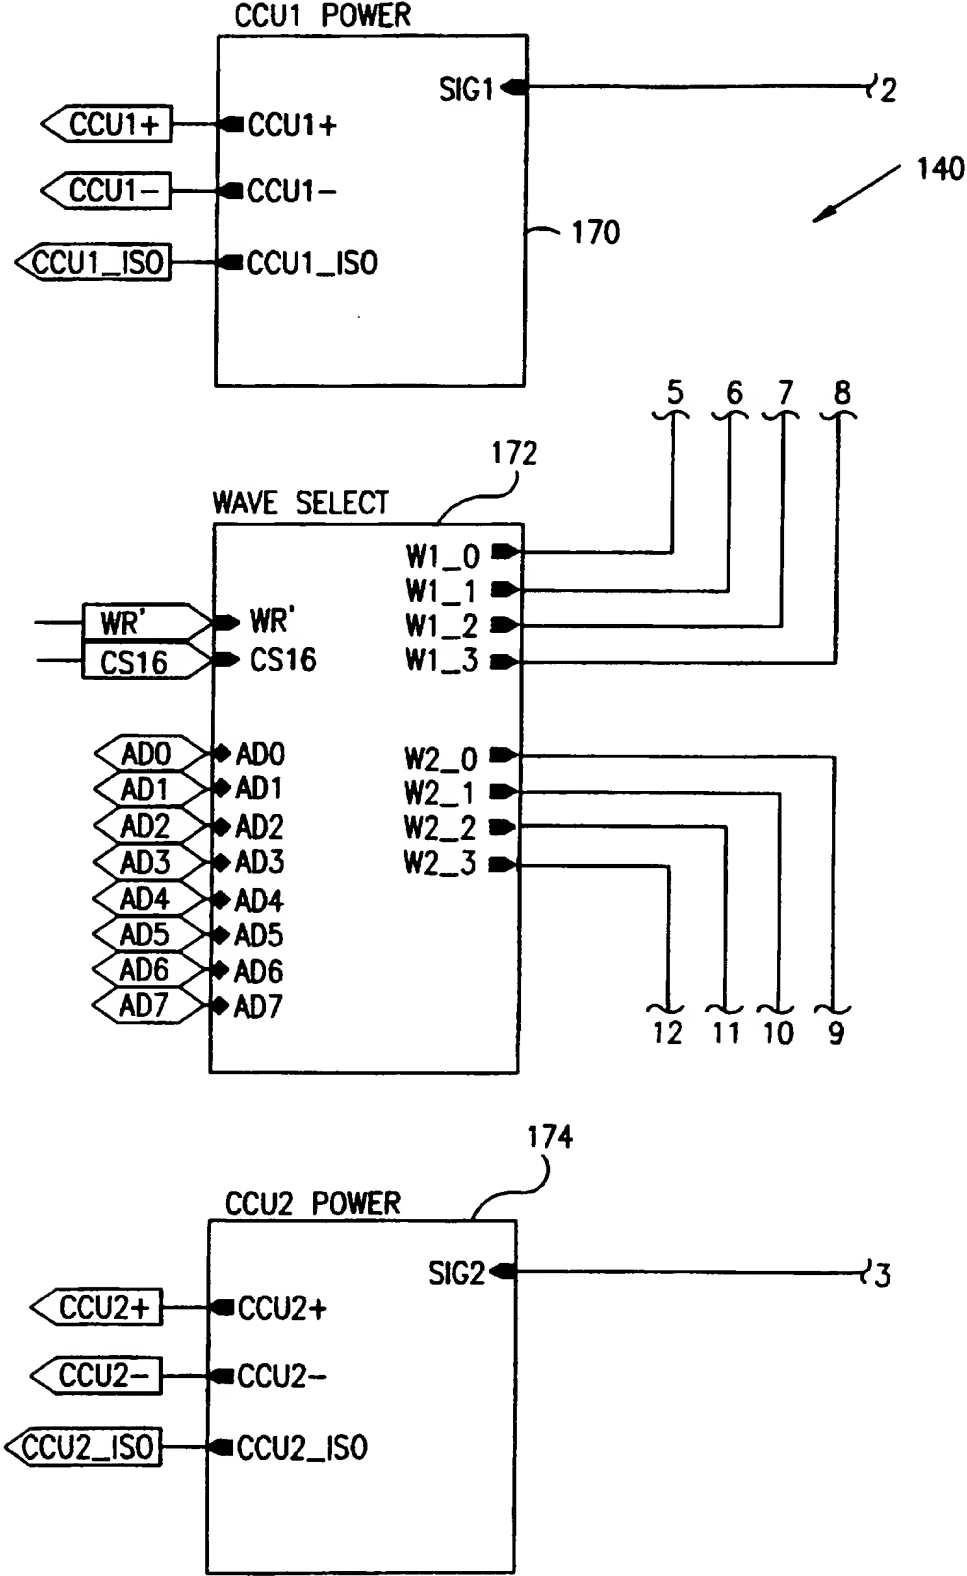 CCU1 POWER
SIG1
2
CCU1+
CCU1+
140
CCU1-
CCU1-
170
CCU1_ISO
CCU1_ISO
5
6
7
8
172
WAVE SELECT
W1_0
W1_1
WR'
WR'
W1_2
CS16
CS16
W1_3
AD0
AD0
W2_0
AD1
AD1
W2_1
AD2
AD2
W2_2
AD3
AD3
W2_3
AD4
AD4
AD5
AD5
AD6
AD6
AD7
AD7
12
11
10
9
174
CCU2 POWER
SIG2
3
CCU2+
CCU2+
CCU2-
CCU2-
CCU2_ISO
CCU2_ISO